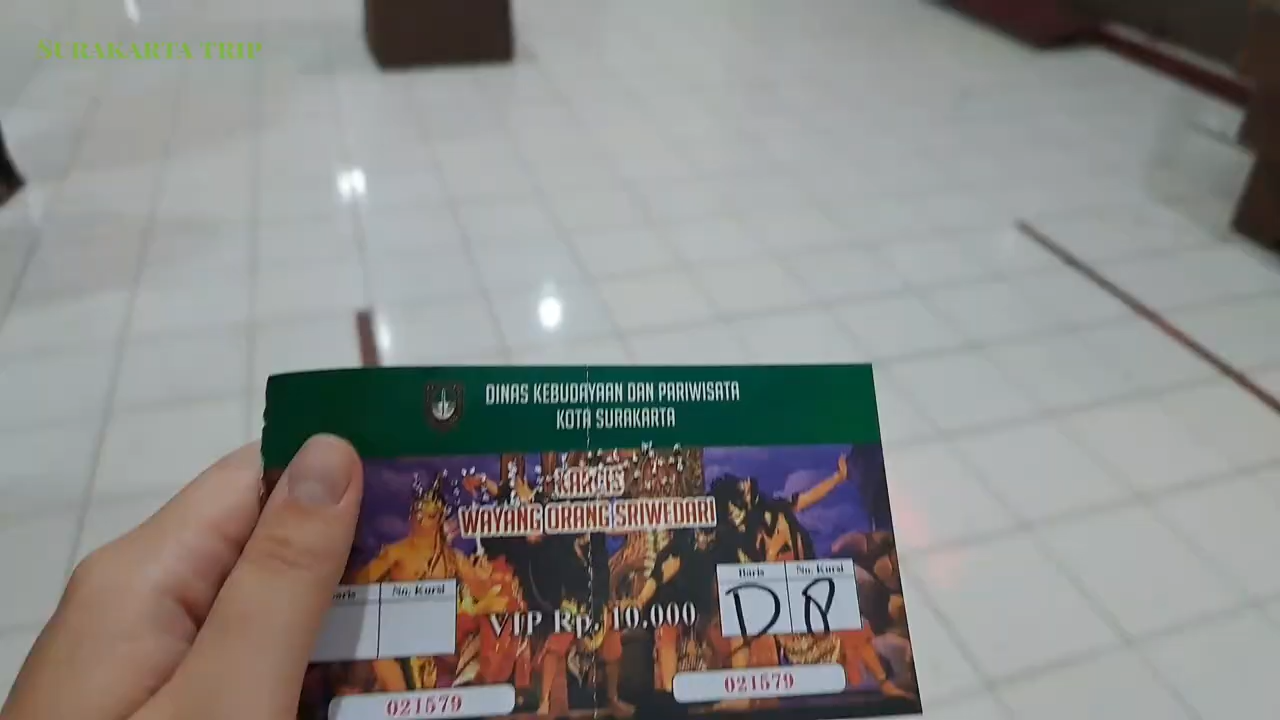 SURAKARTA TRIP
DINAS KEBUDAYAAN DAN PARIWISATA
KOTA SURAKARTA
KARCIS
WAYANG ORANG SRIWEDARI
Baris No. Kursi
No. Kursi
VIP Rp. 10.000
D 8
021579
021579